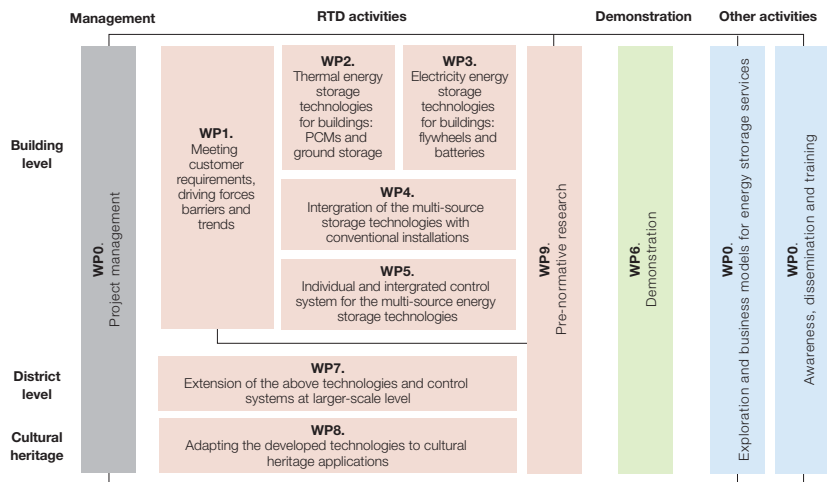 Management
RTD activities
Demonstration
Other activities
Building
level
District
level
Cultural
heritage
WP0.
Project management
WP1.
Meeting
customer
requirements,
driving forces
barriers and
trends
WP2.
Thermal energy
storage
technologies
for buildings:
PCMs and
ground storage
WP3.
Electricity energy
storage
technologies
for buildings:
flywheels and
batteries
WP4.
Intergration of the multi-source
storage technologies with
conventional installations
WP5.
Individual and intergrated control
system for the multi-source energy
storage technologies
WP7.
Extension of the above technologies and control
systems at larger-scale level
WP8.
Adapting the developed technologies to cultural
heritage applications
WP9.
Pre-normative research
WP6.
Demonstration
WP0.
Exploration and business models for energy strorage services
WP0.
Awareness, dissemination and training